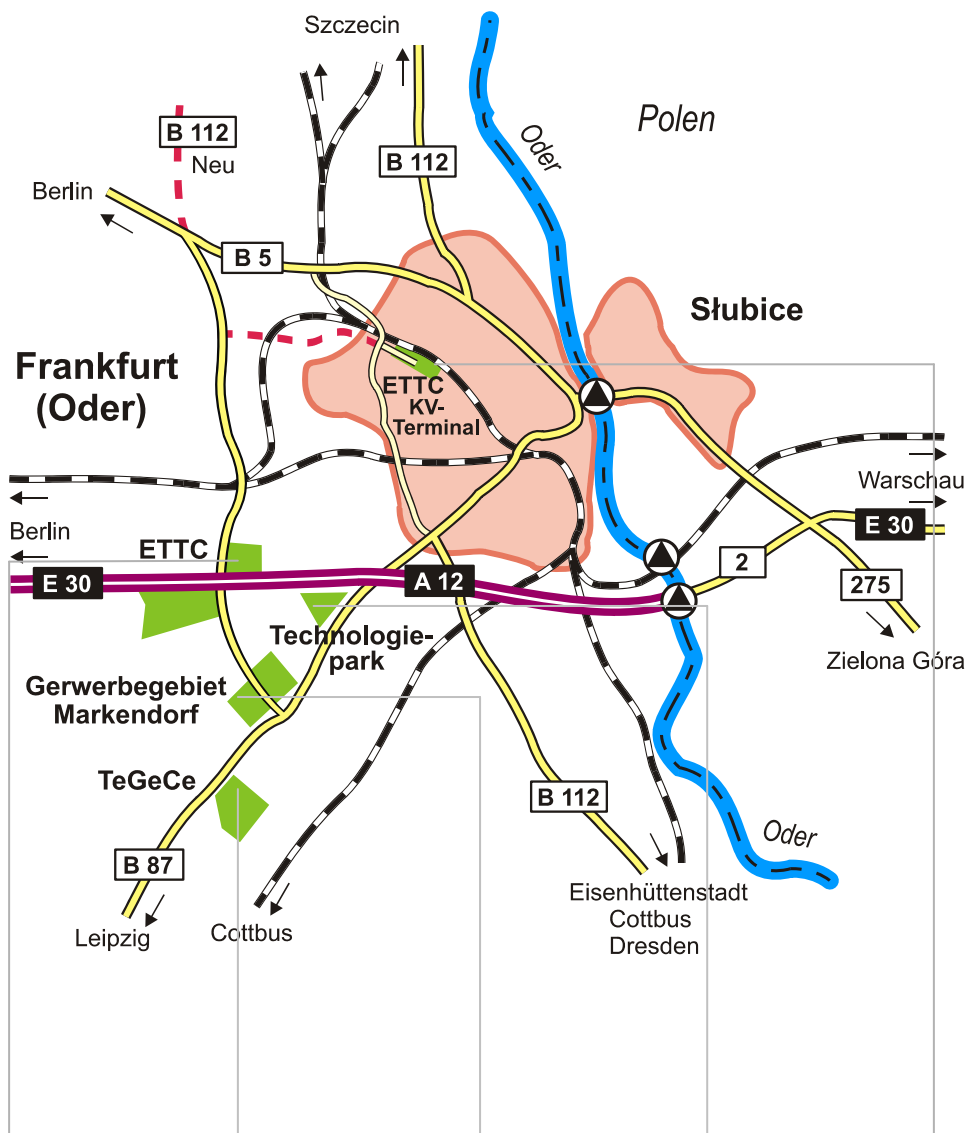 Szczecin
Polen
Oder
B 112
Neu
B 112
Berlin
B 5
Słubice
Frankfurt
(Oder)
ETTC
KV-
Terminal
Warschau
Berlin
E 30
ETTC
2
E 30
A 12
275
Technologie-
park
Zielona Góra
Gerwerbegebiet
Markendorf
TeGeCe
B 112
Oder
B 87
Eisenhüttenstadt
Cottbus
Dresden
Leipzig
Cottbus